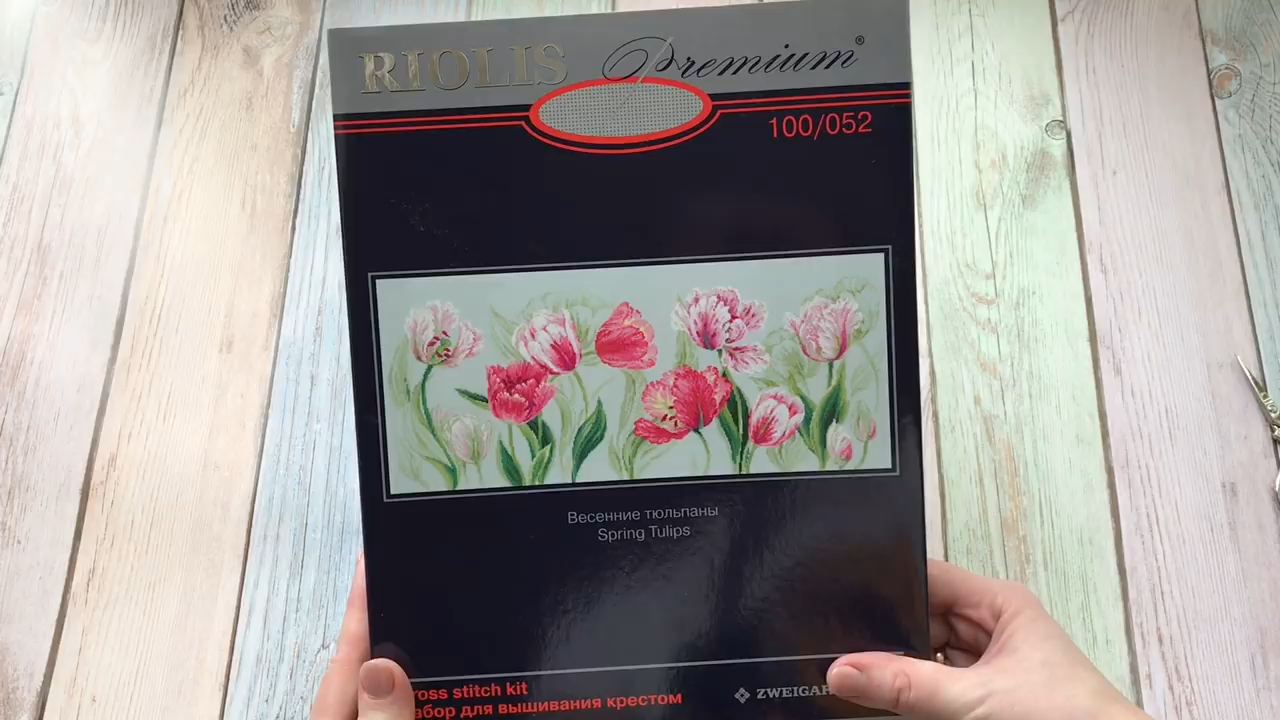 RIOLIS Premium®
100/052
Весенние тюльпаны
Spring Tulips
ross stitch kit
абор для вышивания крестом
ZWEIGAR